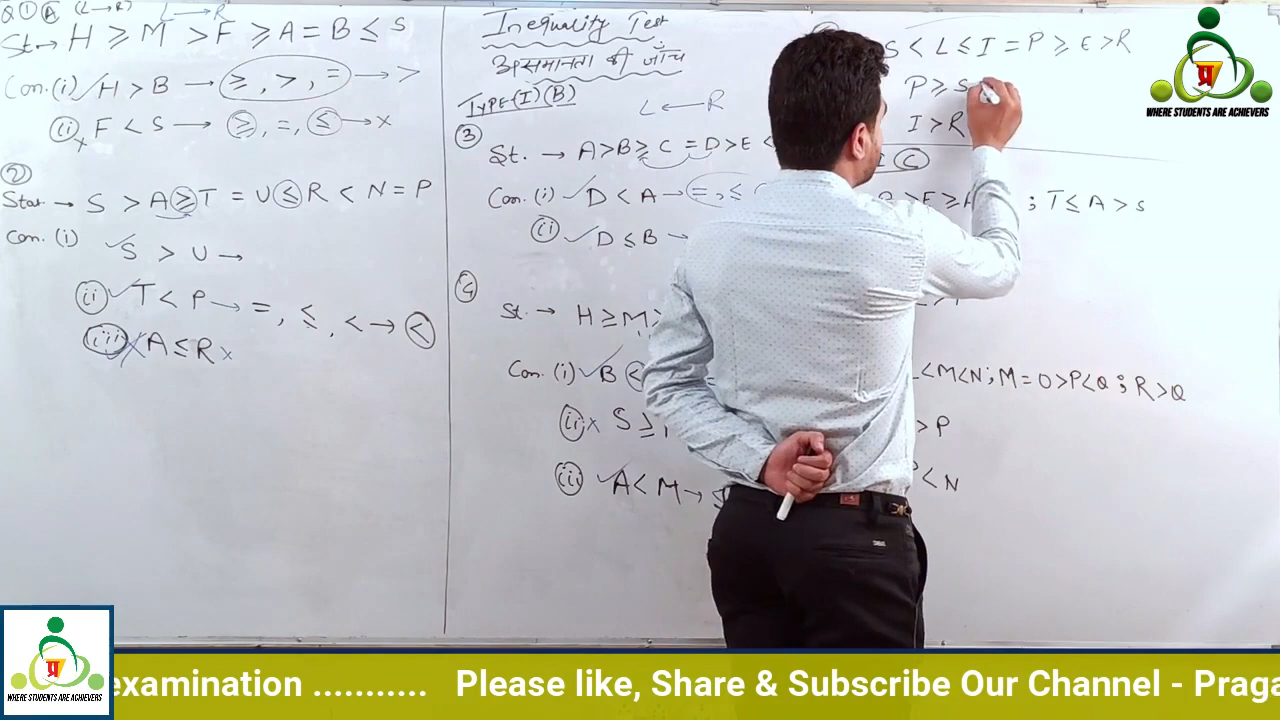 Q ① Ⓐ (L→R) L→R
St→ H ≥ M > F ≥ A = B ≤ S
Con. (i) ✓ H > B → ≥, >, = → >
(ii) x F < S → ≥, =, ≤ → x
2)
Stat → S > A ≥ T = U ≤ R < N = P
Con. (i) ✓ S > U →
(ii) ✓ T < P → =, ≤, < → <
(iii) A ≤ R x
Inequality Test
असमानता की जाँच
TYPE (I) (B)
L ← R
③
St. → A > B ≥ C = D > E <
Con. (i) ✓ D < A → =, ≤
(ii) ✓ D ≤ B →
④
St. → H ≥ M >
Con. (i) ✓ B <
(ii) x S ≥
(iii) ✓ A < M → ≤
S < L ≤ I = P ≥ E > R
P ≥ S
I > R
; T ≤ A > S
< M < N ; M = O > P < Q ; R > Q
> P
< N
प्र
WHERE STUDENTS ARE ACHIEVERS
प्र
WHERE STUDENTS ARE ACHIEVERS
examination ........... Please like, Share & Subscribe Our Channel - Praga